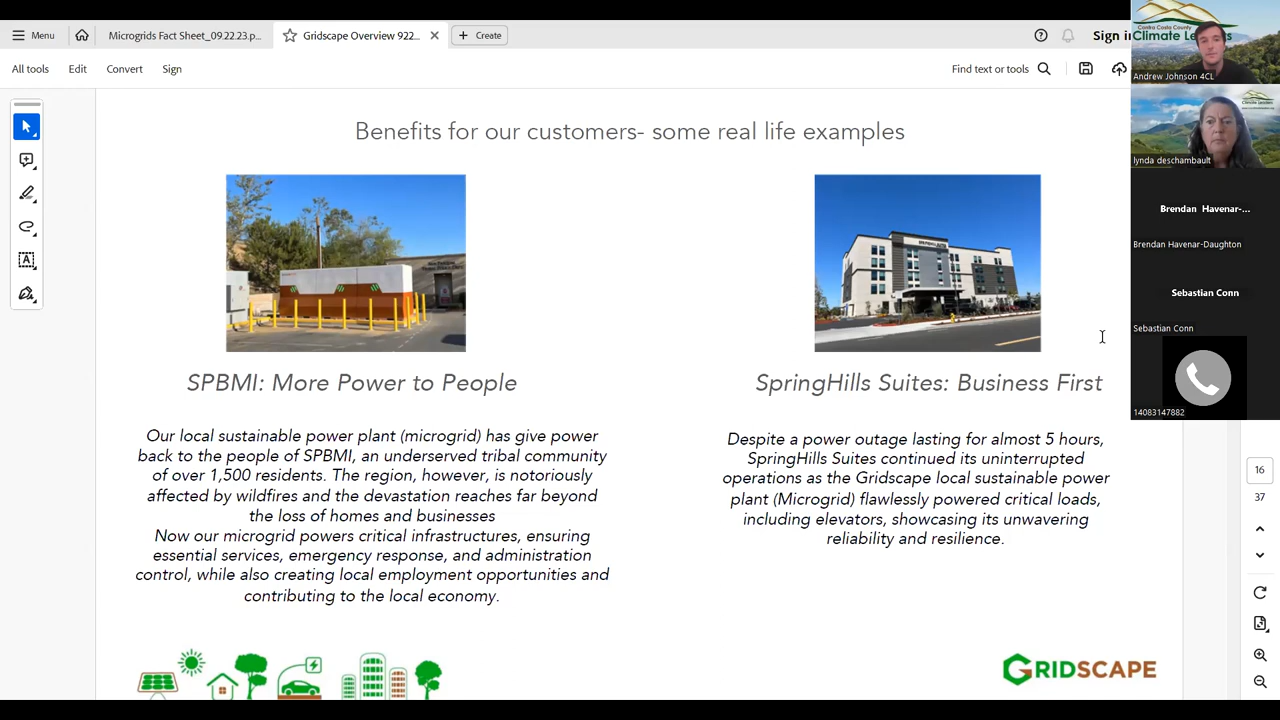 Menu
Microgrids Fact Sheet_09.22.23.p...
Gridscape Overview 922...
Create
Sign in
All tools
Edit
Convert
Sign
Find text or tools
Benefits for our customers- some real life examples
SPBMI: More Power to People
Our local sustainable power plant (microgrid) has give power
back to the people of SPBMI, an underserved tribal community
of over 1,500 residents. The region, however, is notoriously
affected by wildfires and the devastation reaches far beyond
the loss of homes and businesses
Now our microgrid powers critical infrastructures, ensuring
essential services, emergency response, and administration
control, while also creating local employment opportunities and
contributing to the local economy.
SpringHills Suites: Business First
Despite a power outage lasting for almost 5 hours,
SpringHills Suites continued its uninterrupted
operations as the Gridscape local sustainable power
plant (Microgrid) flawlessly powered critical loads,
including elevators, showcasing its unwavering
reliability and resilience.
GRIDSCAPE
Contra Costa County
Climate Leaders
Andrew Johnson 4CL
lynda deschambault
Brendan Havenar-...
Brendan Havenar-Daughton
Sebastian Conn
Sebastian Conn
14083147882
16
37